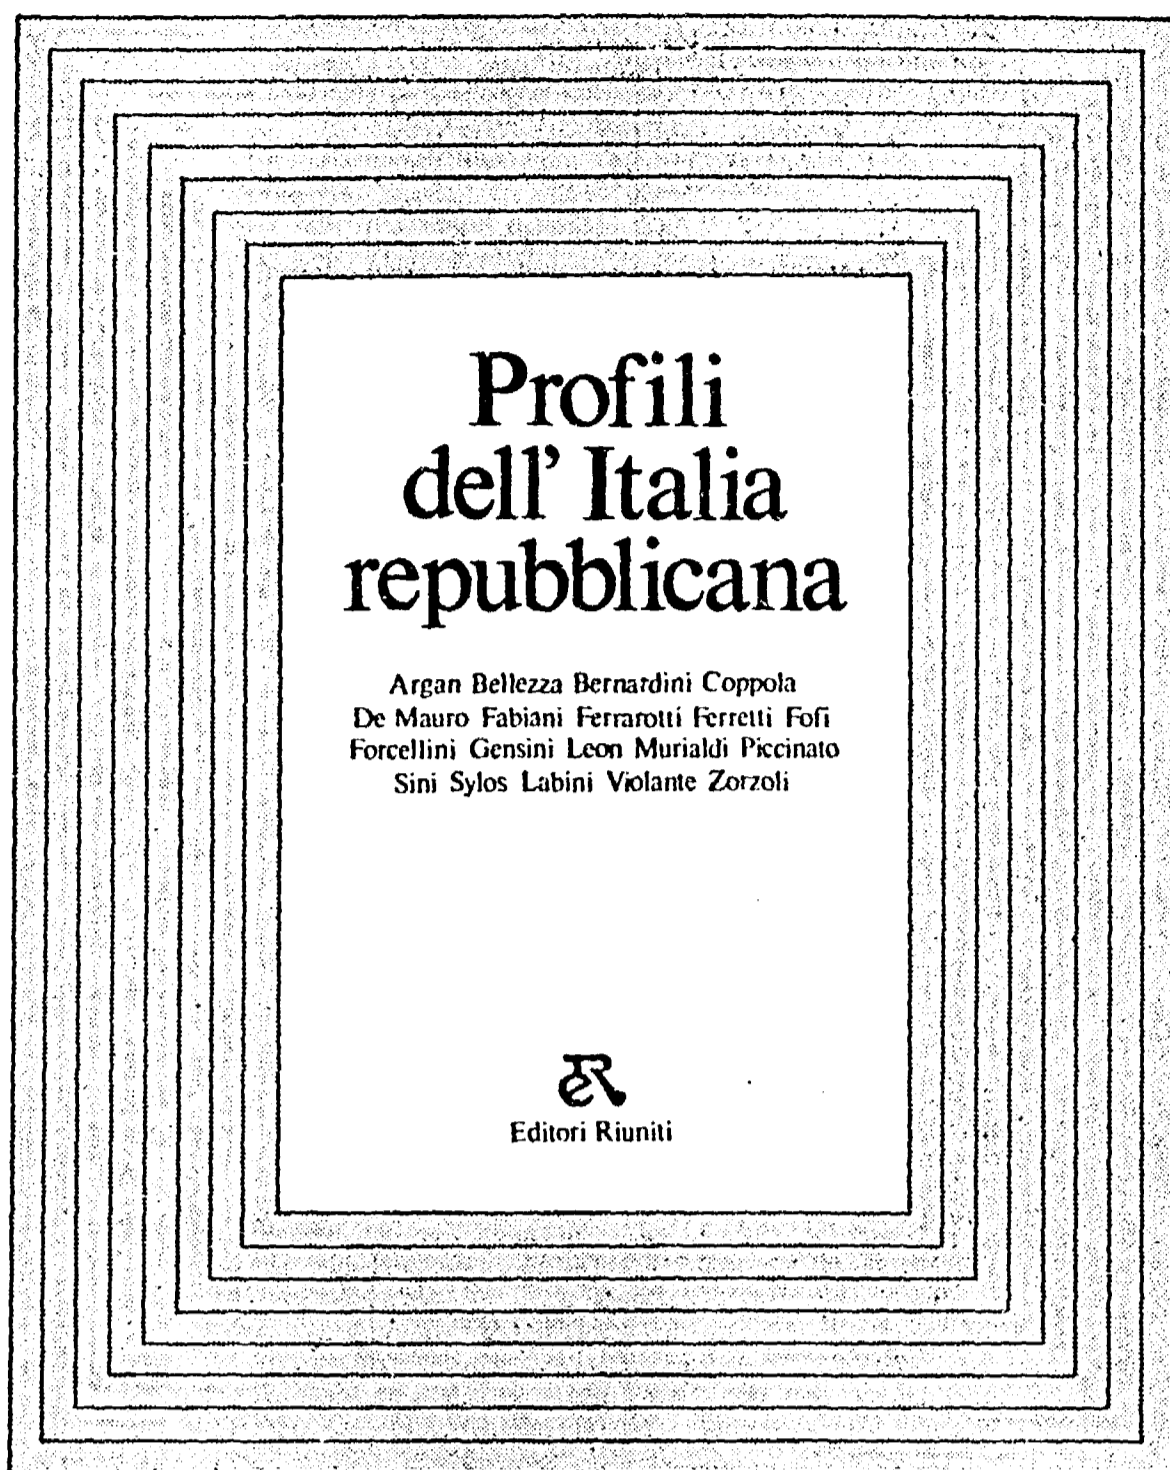 Profili
dell' Italia
repubblicana
Argan Bellezza Bernardini Coppola
De Mauro Fabiani Ferrarotti Ferretti Fofi
Forcellini Gensini Leon Murialdi Piccinato
Sini Sylos Labini Violante Zorzoli
eR
Editori Riuniti